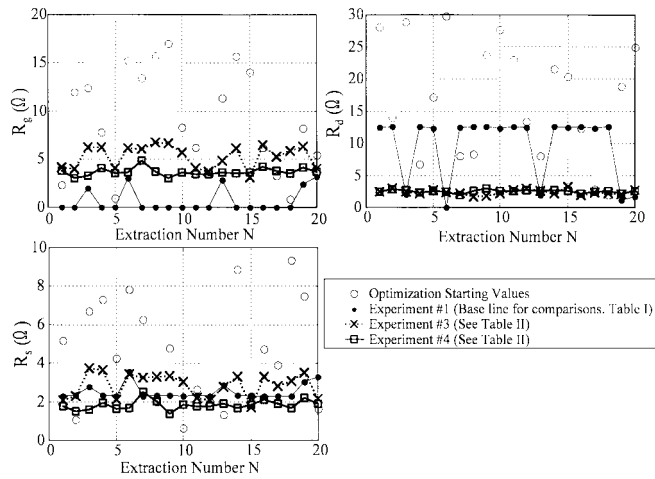 20
15
10
5
0
R_g (Ω)
0 5 10 15 20
Extraction Number N
30
25
20
15
10
5
0
R_d (Ω)
0 5 10 15 20
Extraction Number N
10
8
6
4
2
0
R_s (Ω)
0 5 10 15 20
Extraction Number N
Optimization Starting Values
Experiment #1 (Base line for comparisons. Table I)
Experiment #3 (See Table II)
Experiment #4 (See Table II)